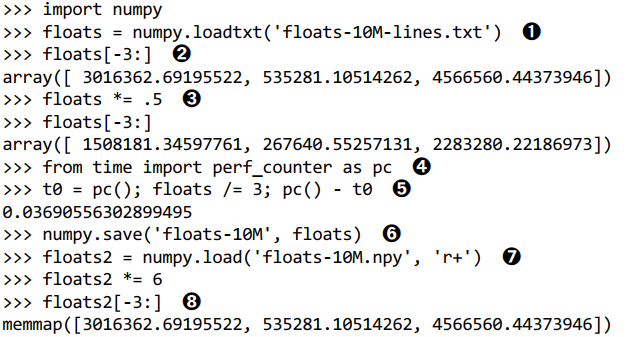 >>> import numpy
>>> floats = numpy.loadtxt('floats-10M-lines.txt') ❶
>>> floats[-3:] ❷
array([ 3016362.69195522, 535281.10514262, 4566560.44373946])
>>> floats *= .5 ❸
>>> floats[-3:]
array([ 1508181.34597761, 267640.55257131, 2283280.22186973])
>>> from time import perf_counter as pc ❹
>>> t0 = pc(); floats /= 3; pc() - t0 ❺
0.03690556302899495
>>> numpy.save('floats-10M', floats) ❻
>>> floats2 = numpy.load('floats-10M.npy', 'r+') ❼
>>> floats2 *= 6
>>> floats2[-3:] ❽
memmap([3016362.69195522, 535281.10514262, 4566560.44373946])